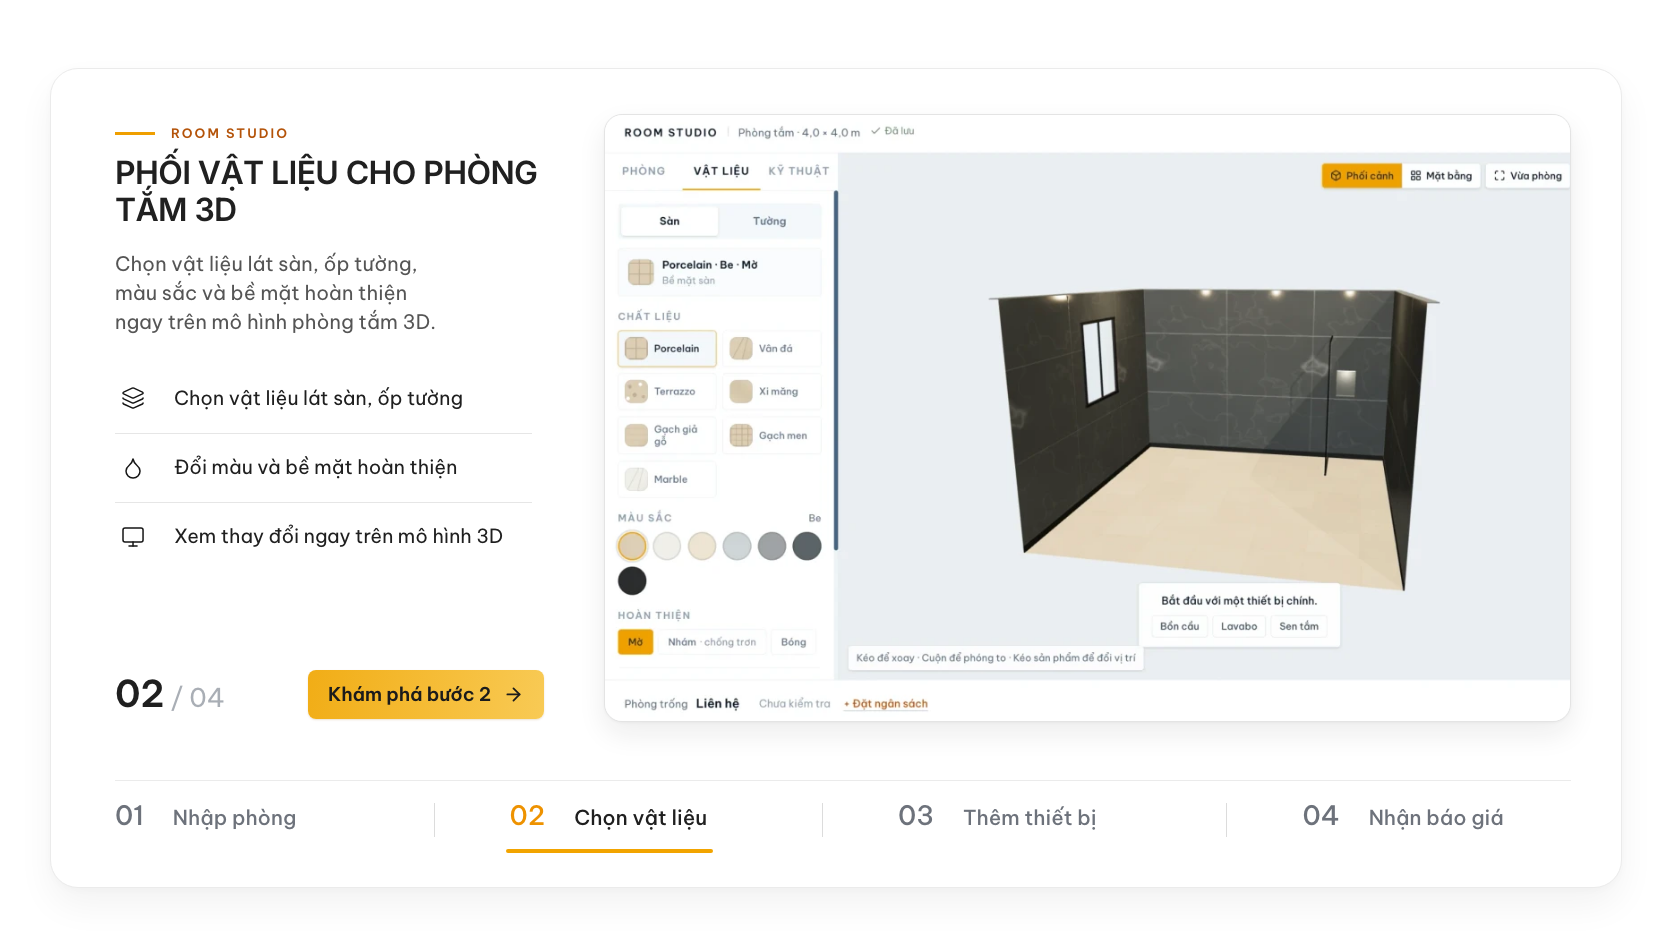 ROOM STUDIO
PHỐI VẬT LIỆU CHO PHÒNG
TẮM 3D
Chọn vật liệu lát sàn, ốp tường,
màu sắc và bề mặt hoàn thiện
ngay trên mô hình phòng tắm 3D.
Chọn vật liệu lát sàn, ốp tường
Đổi màu và bề mặt hoàn thiện
Xem thay đổi ngay trên mô hình 3D
02 / 04
Khám phá bước 2 →
ROOM STUDIO
Phòng tắm · 4,0 × 4,0 m
Đã lưu
PHÒNG
VẬT LIỆU
KỸ THUẬT
Sàn
Tường
Porcelain · Be · Mờ
Bề mặt sàn
CHẤT LIỆU
Porcelain
Vân đá
Terrazzo
Xi măng
Gạch giả
gỗ
Gạch men
Marble
MÀU SẮC
Be
HOÀN THIỆN
Mờ
Nhám · chống trơn
Bóng
Phối cảnh
Mặt bằng
Vừa phòng
Bắt đầu với một thiết bị chính.
Bồn cầu
Lavabo
Sen tắm
Kéo để xoay · Cuộn để phóng to · Kéo sản phẩm để đổi vị trí
Phòng trống
Liên hệ
Chưa kiểm tra
+ Đặt ngân sách
01 Nhập phòng
02 Chọn vật liệu
03 Thêm thiết bị
04 Nhận báo giá